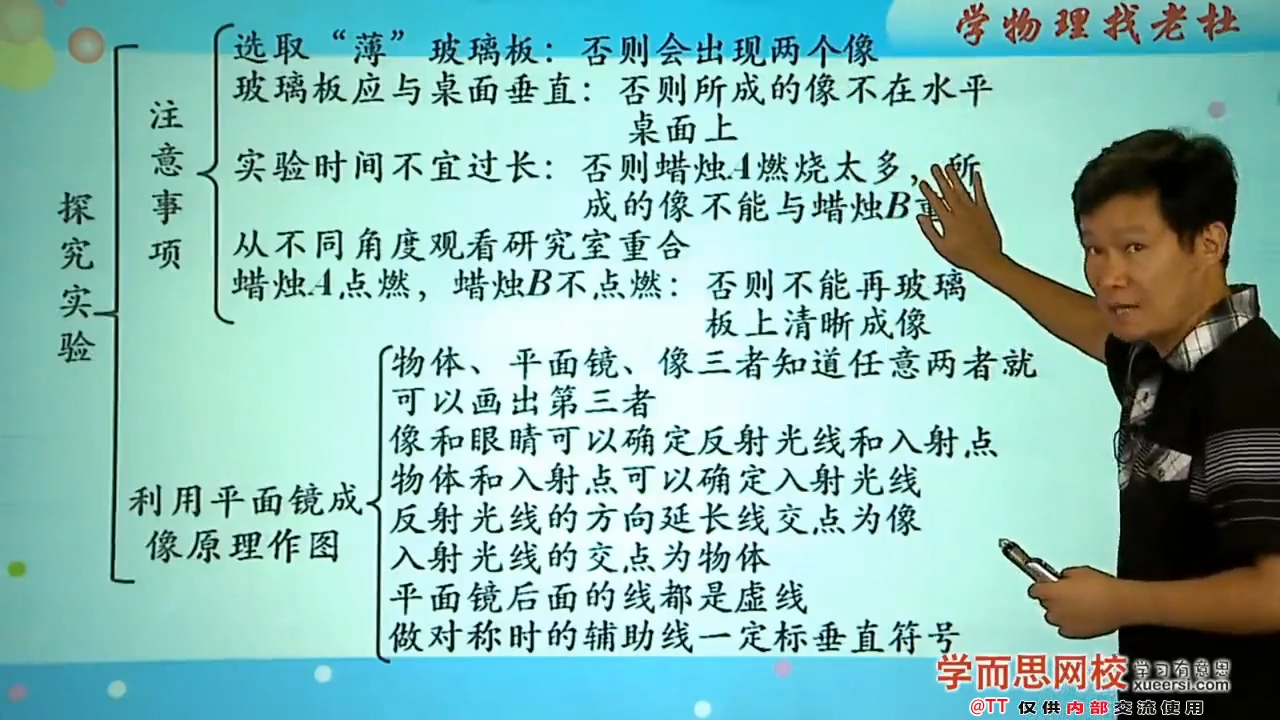 学物理找老杜
选取“薄”玻璃板：否则会出现两个像
玻璃板应与桌面垂直：否则所成的像不在水平
桌面上
注意事项
实验时间不宜过长：否则蜡烛A燃烧太多，所
成的像不能与蜡烛B重
从不同角度观看研究室重合
蜡烛A点燃，蜡烛B不点燃：否则不能再玻璃
板上清晰成像
探究实验
物体、平面镜、像三者知道任意两者就
可以画出第三者
像和眼睛可以确定反射光线和入射点
物体和入射点可以确定入射光线
利用平面镜成
像原理作图
反射光线的方向延长线交点为像
入射光线的交点为物体
平面镜后面的线都是虚线
做对称时的辅助线一定标垂直符号
学而思网校
学习有意思
xueersi.com
@TT 仅供内部交流使用